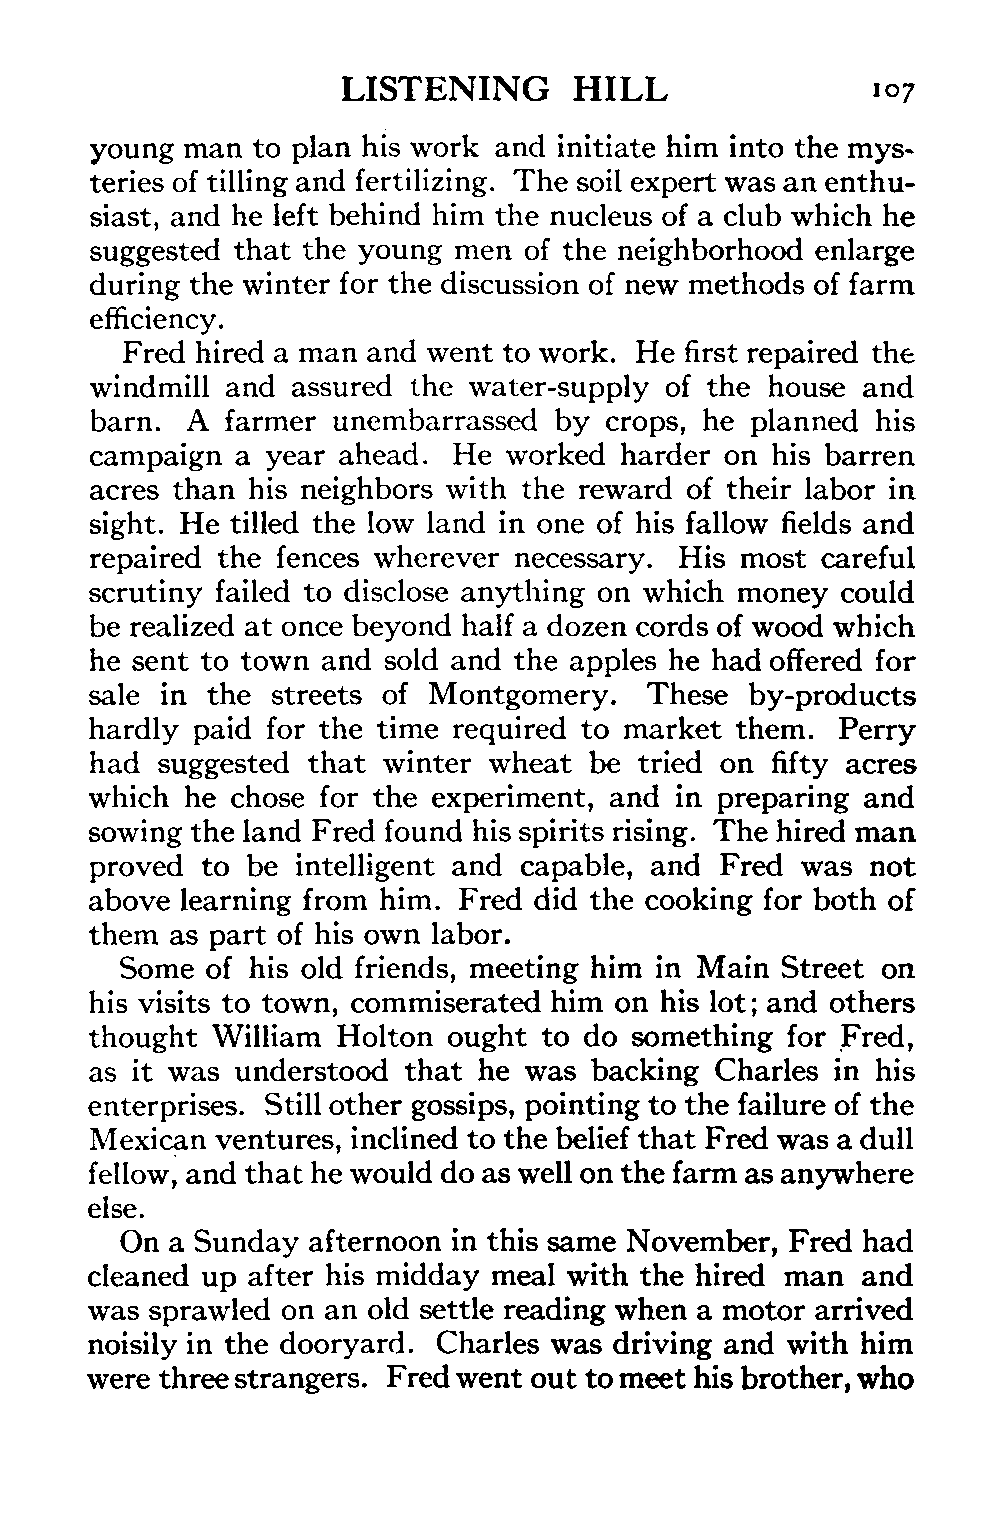 LISTENING HILL 107
young man to plan his work and initiate him into the mys-
teries of tilling and fertilizing. The soil expert was an enthu-
siast, and he left behind him the nucleus of a club which he
suggested that the young men of the neighborhood enlarge
during the winter for the discussion of new methods of farm
efficiency.
Fred hired a man and went to work. He first repaired the
windmill and assured the water-supply of the house and
barn. A farmer unembarrassed by crops, he planned his
campaign a year ahead. He worked harder on his barren
acres than his neighbors with the reward of their labor in
sight. He tilled the low land in one of his fallow fields and
repaired the fences wherever necessary. His most careful
scrutiny failed to disclose anything on which money could
be realized at once beyond half a dozen cords of wood which
he sent to town and sold and the apples he had offered for
sale in the streets of Montgomery. These by-products
hardly paid for the time required to market them. Perry
had suggested that winter wheat be tried on fifty acres
which he chose for the experiment, and in preparing and
sowing the land Fred found his spirits rising. The hired man
proved to be intelligent and capable, and Fred was not
above learning from him. Fred did the cooking for both of
them as part of his own labor.
Some of his old friends, meeting him in Main Street on
his visits to town, commiserated him on his lot; and others
thought William Holton ought to do something for Fred,
as it was understood that he was backing Charles in his
enterprises. Still other gossips, pointing to the failure of the
Mexican ventures, inclined to the belief that Fred was a dull
fellow, and that he would do as well on the farm as anywhere
else.
On a Sunday afternoon in this same November, Fred had
cleaned up after his midday meal with the hired man and
was sprawled on an old settle reading when a motor arrived
noisily in the dooryard. Charles was driving and with him
were three strangers. Fred went out to meet his brother, who